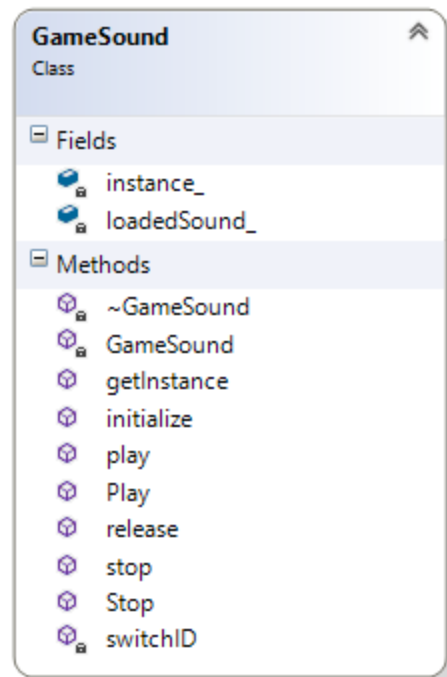 GameSound
Class
Fields
instance_
loadedSound_
Methods
~GameSound
GameSound
getInstance
initialize
play
Play
release
stop
Stop
switchID